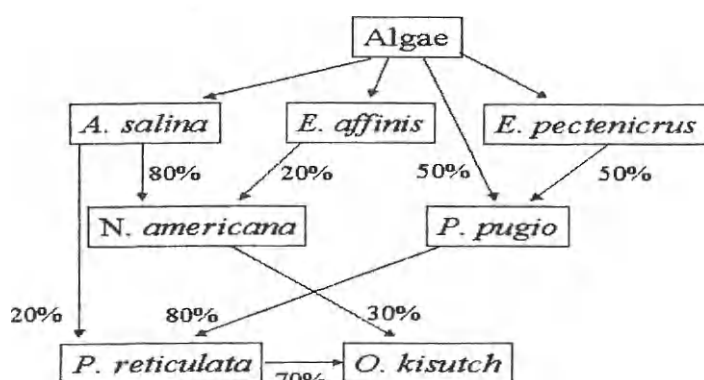 Algae
A. salina E. affinis E. pectenicrus
80% 20% 50% 50%
N. americana P. pugio
20% 80% 30%
P. reticulata O. kisutch
70%